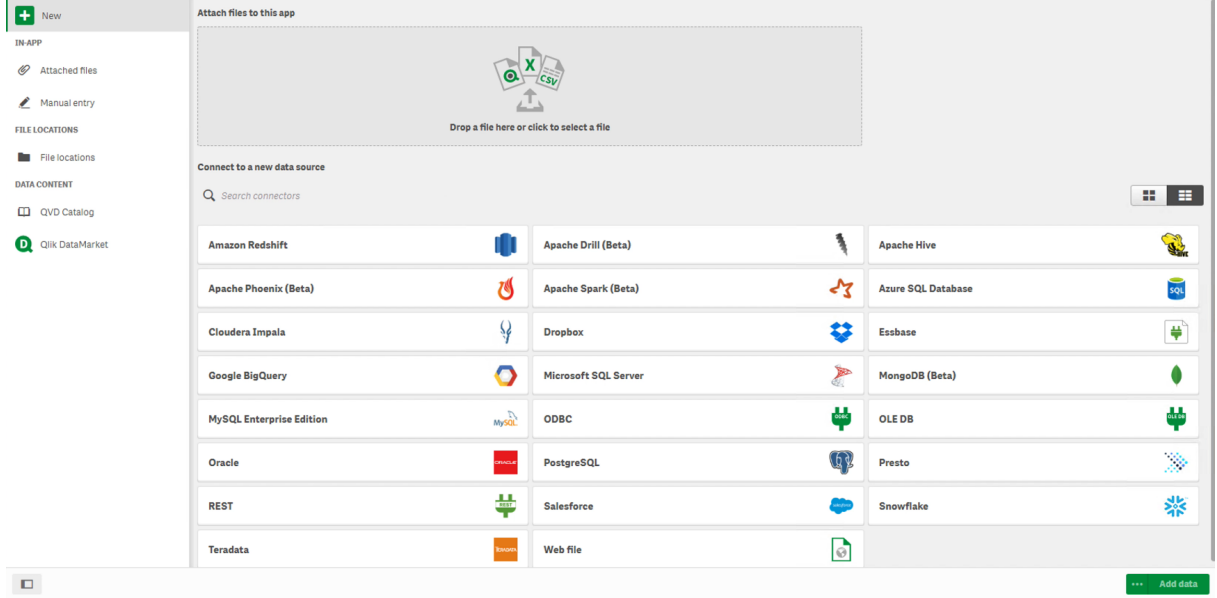 New
IN-APP
Attached files
Manual entry
FILE LOCATIONS
File locations
DATA CONTENT
QVD Catalog
D Qlik DataMarket
Attach files to this app
X
CSV
Drop a file here or click to select a file
Connect to a new data source
Search connectors
Amazon Redshift
Apache Drill (Beta)
Apache Hive
HIVE
Apache Phoenix (Beta)
Apache Spark (Beta)
Azure SQL Database
SQL
Cloudera Impala
Dropbox
Essbase
Google BigQuery
Microsoft SQL Server
MongoDB (Beta)
MySQL Enterprise Edition
MySQL
ODBC
ODBC
OLE DB
OLE DB
Oracle
ORACLE
PostgreSQL
Presto
REST
REST
Salesforce
salesforce
Snowflake
Teradata
TERADATA
Web file
Add data